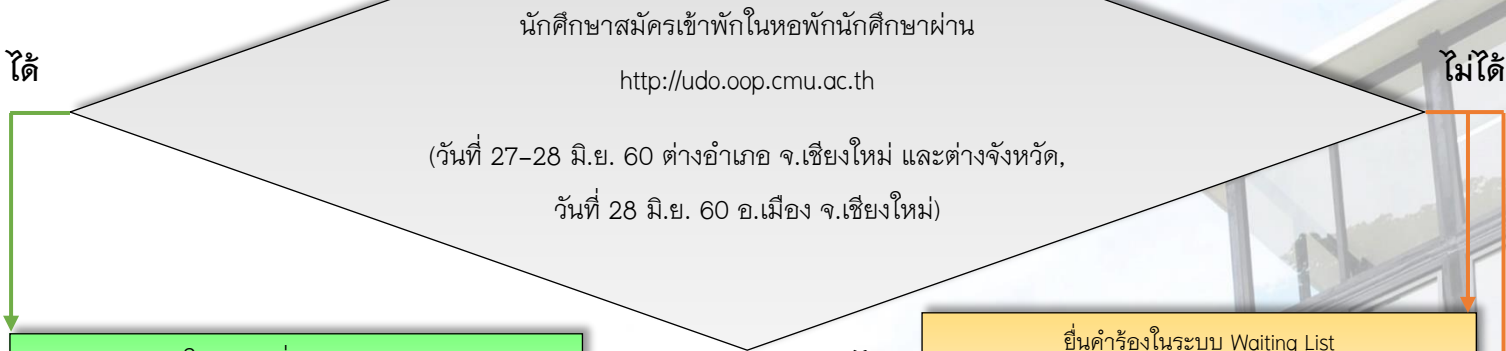 นักศึกษาสมัครเข้าพักในหอพักนักศึกษาผ่าน
ได้
ไม่ได้
http://udo.oop.cmu.ac.th
(วันที่ 27-28 มิ.ย. 60 ต่างอำเภอ จ.เชียงใหม่ และต่างจังหวัด,
วันที่ 28 มิ.ย. 60 อ.เมือง จ.เชียงใหม่)
ยื่นคำร้องในระบบ Waiting List